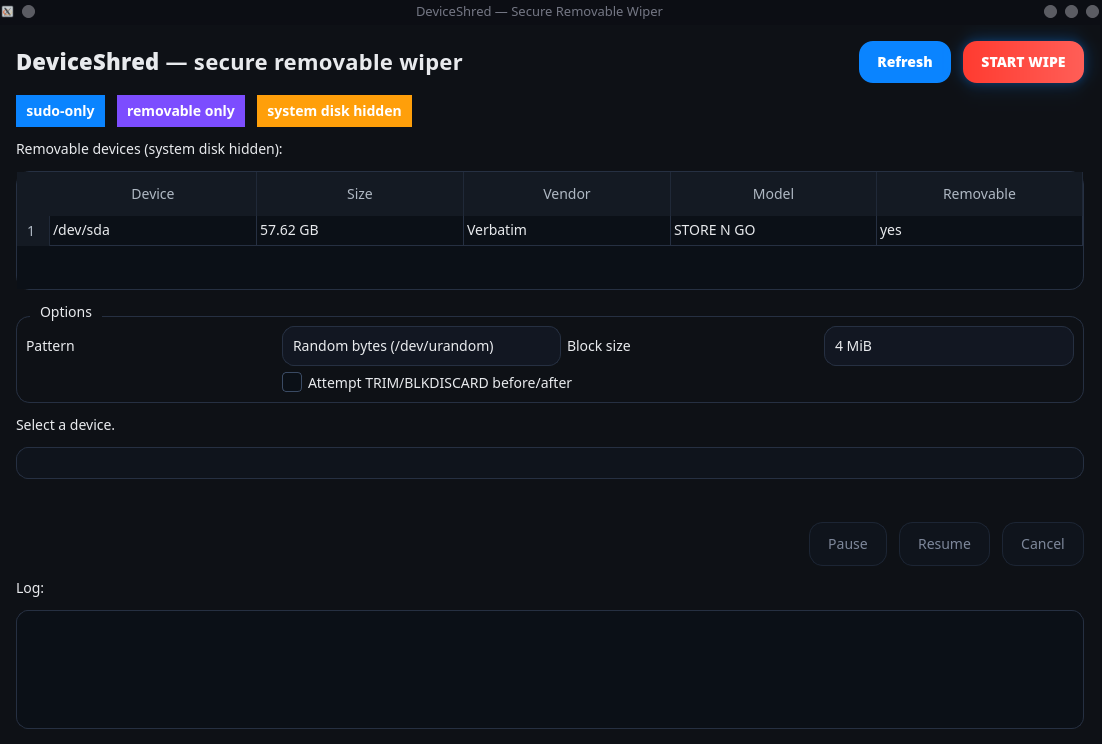 DeviceShred — Secure Removable Wiper
DeviceShred — secure removable wiper
Refresh
START WIPE
sudo-only
removable only
system disk hidden
Removable devices (system disk hidden):
Device Size Vendor Model Removable
1 /dev/sda 57.62 GB Verbatim STORE N GO yes
Options
Pattern Random bytes (/dev/urandom) Block size 4 MiB
Attempt TRIM/BLKDISCARD before/after
Select a device.
Pause Resume Cancel
Log: